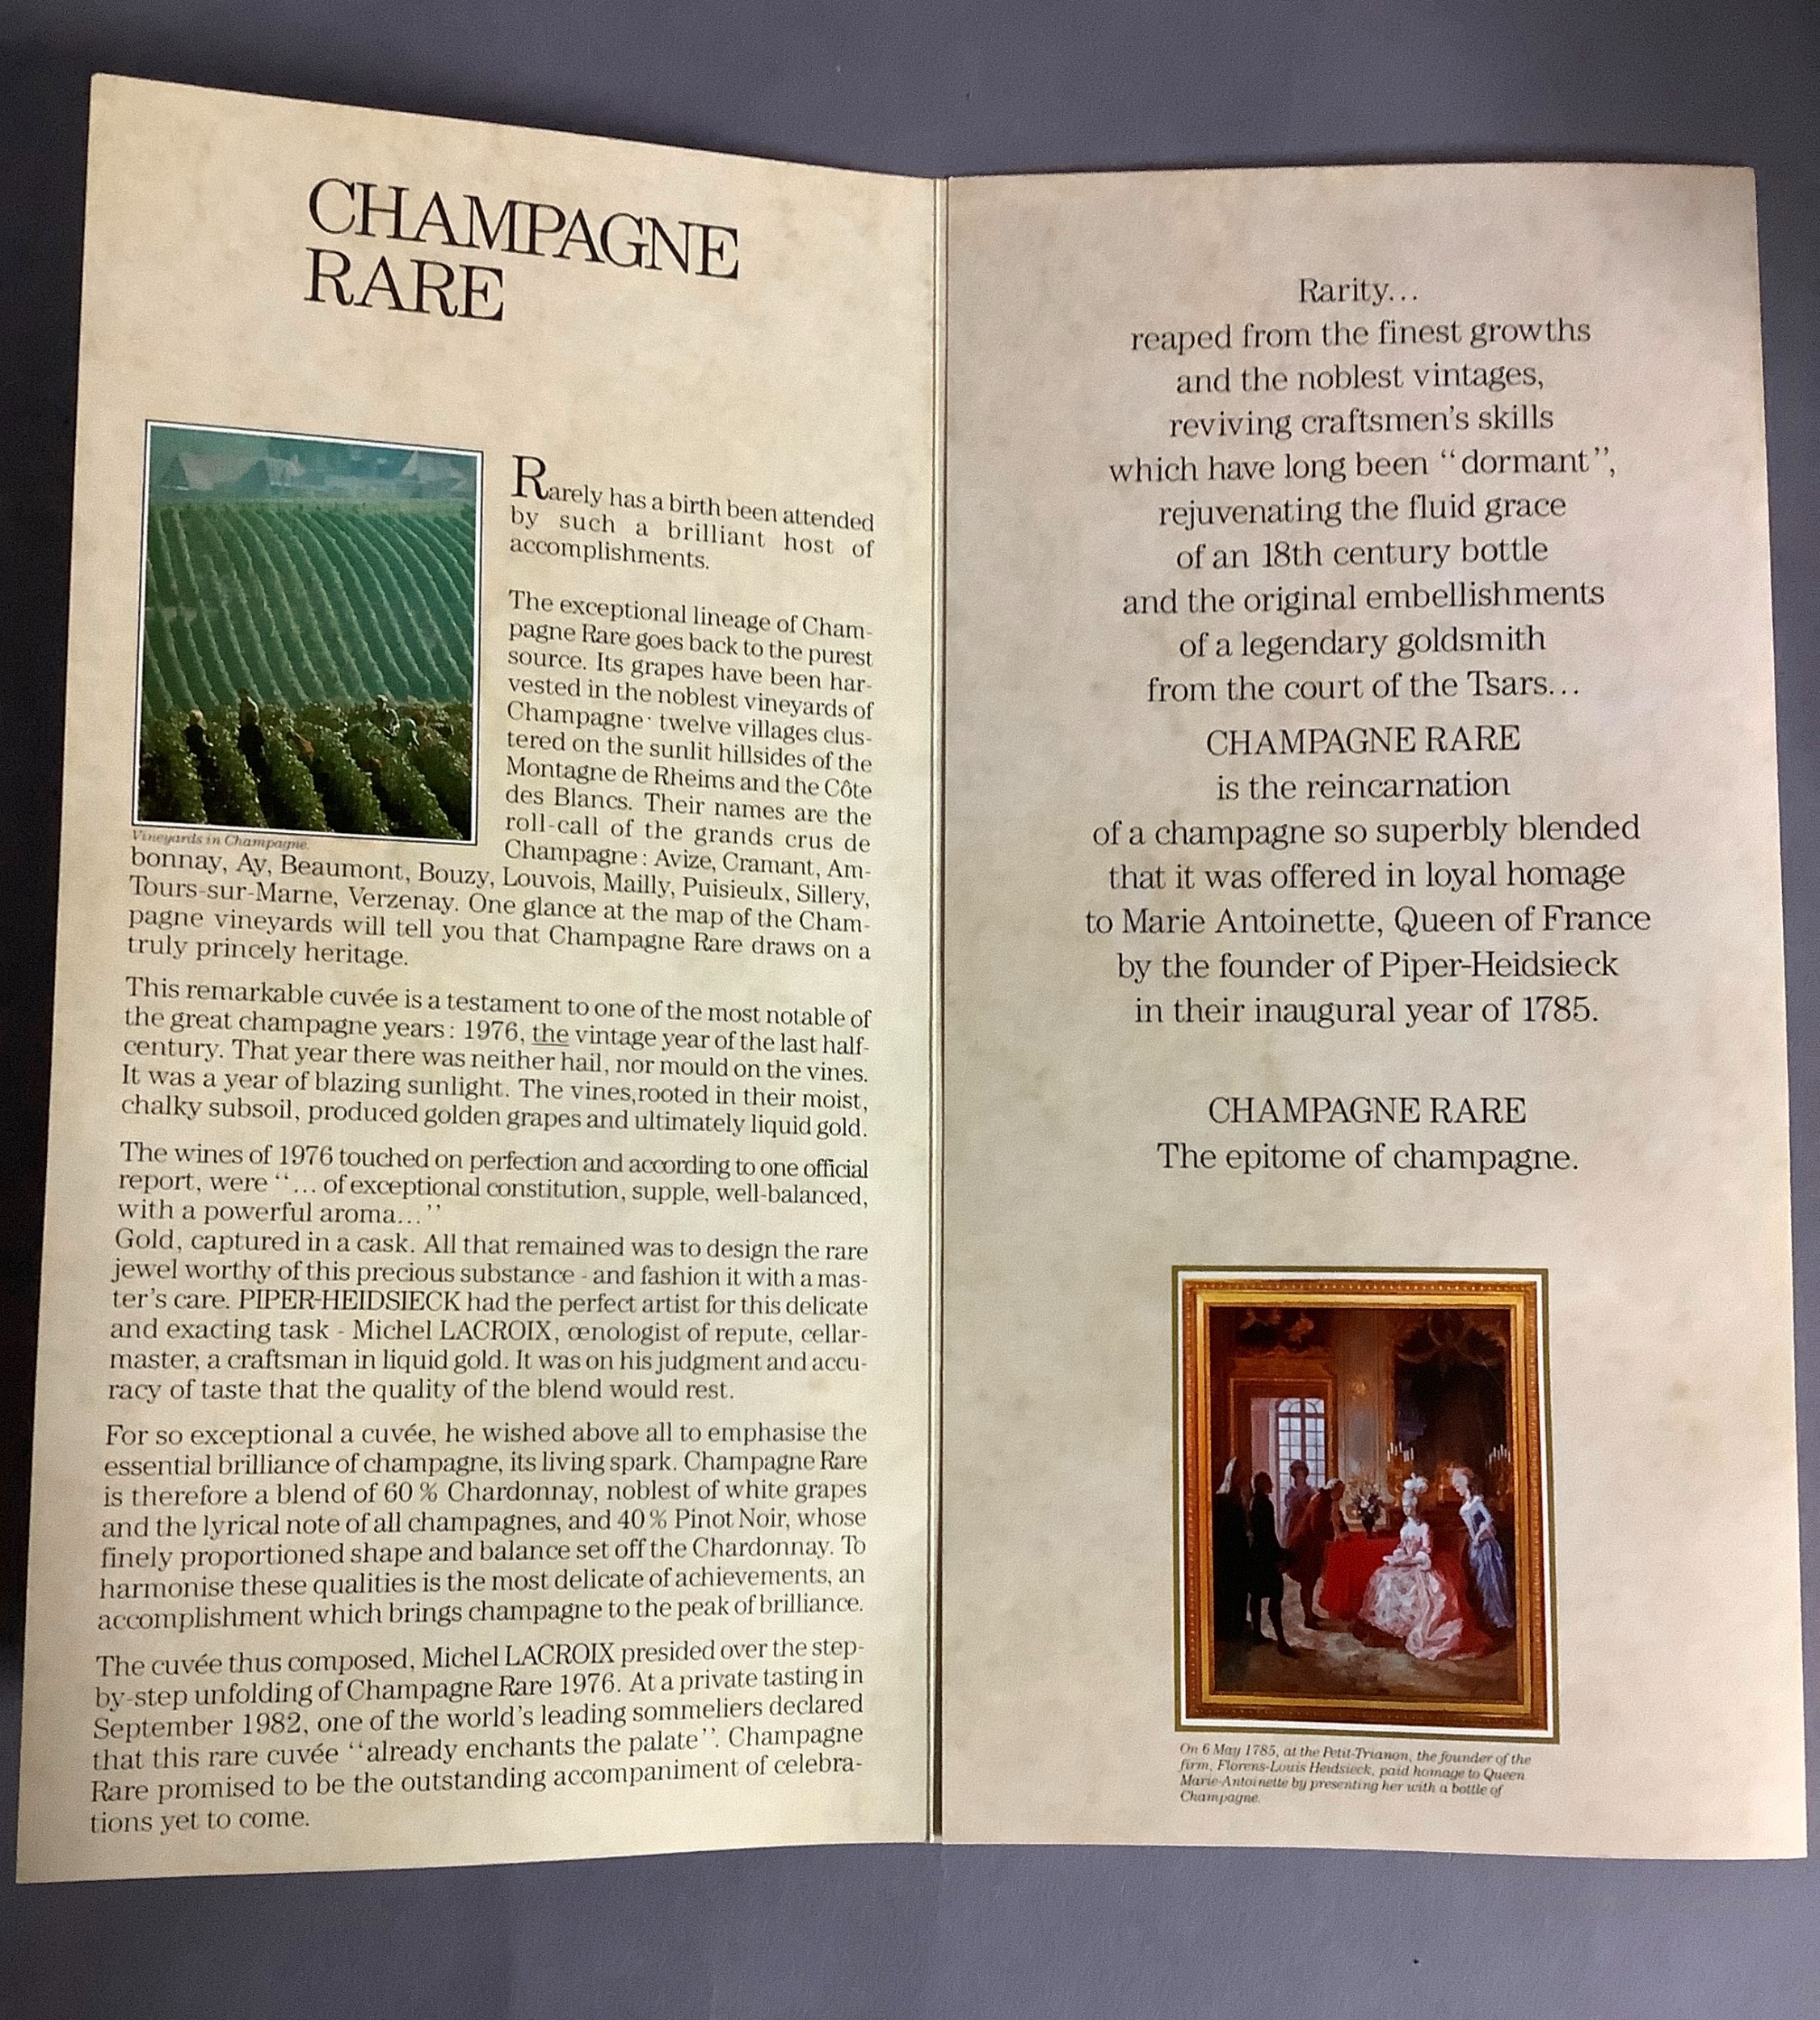 CHAMPAGNE
RARE
Rarely has a birth been attended
by such a brilliant host of
accomplishments.
The exceptional lineage of Cham-
pagne Rare goes back to the purest
source. Its grapes have been har-
vested in the noblest vineyards of
Champagne· twelve villages clus-
tered on the sunlit hillsides of the
Montagne de Rheims and the Côte
des Blancs. Their names are the
roll-call of the grands crus de
Champagne: Avize, Cramant, Am-
Vineyards in Champagne.
bonnay, Ay, Beaumont, Bouzy, Louvois, Mailly, Puisieulx, Sillery,
Tours-sur-Marne, Verzenay. One glance at the map of the Cham-
pagne vineyards will tell you that Champagne Rare draws on a
truly princely heritage.
This remarkable cuvée is a testament to one of the most notable of
the great champagne years: 1976, the vintage year of the last half-
century. That year there was neither hail, nor mould on the vines.
It was a year of blazing sunlight. The vines,rooted in their moist,
chalky subsoil, produced golden grapes and ultimately liquid gold.
The wines of 1976 touched on perfection and according to one official
report, were ‘‘... of exceptional constitution, supple, well-balanced,
with a powerful aroma...’’
Gold, captured in a cask. All that remained was to design the rare
jewel worthy of this precious substance - and fashion it with a mas-
ter's care. PIPER-HEIDSIECK had the perfect artist for this delicate
and exacting task - Michel LACROIX, œnologist of repute, cellar-
master, a craftsman in liquid gold. It was on his judgment and accu-
racy of taste that the quality of the blend would rest.
For so exceptional a cuvée, he wished above all to emphasise the
essential brilliance of champagne, its living spark. Champagne Rare
is therefore a blend of 60 % Chardonnay, noblest of white grapes
and the lyrical note of all champagnes, and 40 % Pinot Noir, whose
finely proportioned shape and balance set off the Chardonnay. To
harmonise these qualities is the most delicate of achievements, an
accomplishment which brings champagne to the peak of brilliance.
The cuvée thus composed, Michel LACROIX presided over the step-
by-step unfolding of Champagne Rare 1976. At a private tasting in
September 1982, one of the world's leading sommeliers declared
that this rare cuvée ‘‘already enchants the palate’’. Champagne
Rare promised to be the outstanding accompaniment of celebra-
tions yet to come.
Rarity...
reaped from the finest growths
and the noblest vintages,
reviving craftsmen's skills
which have long been ‘‘dormant’’,
rejuvenating the fluid grace
of an 18th century bottle
and the original embellishments
of a legendary goldsmith
from the court of the Tsars...
CHAMPAGNE RARE
is the reincarnation
of a champagne so superbly blended
that it was offered in loyal homage
to Marie Antoinette, Queen of France
by the founder of Piper-Heidsieck
in their inaugural year of 1785.
CHAMPAGNE RARE
The epitome of champagne.
On 6 May 1785, at the Petit-Trianon, the founder of the
firm, Florens-Louis Heidsieck, paid homage to Queen
Marie-Antoinette by presenting her with a bottle of
Champagne.